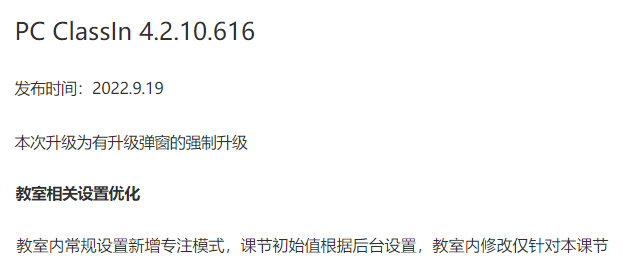 PC ClassIn 4.2.10.616
发布时间：2022.9.19
本次升级为有升级弹窗的强制升级
教室相关设置优化
教室内常规设置新增专注模式，课节初始值根据后台设置，教室内修改仅针对本课节